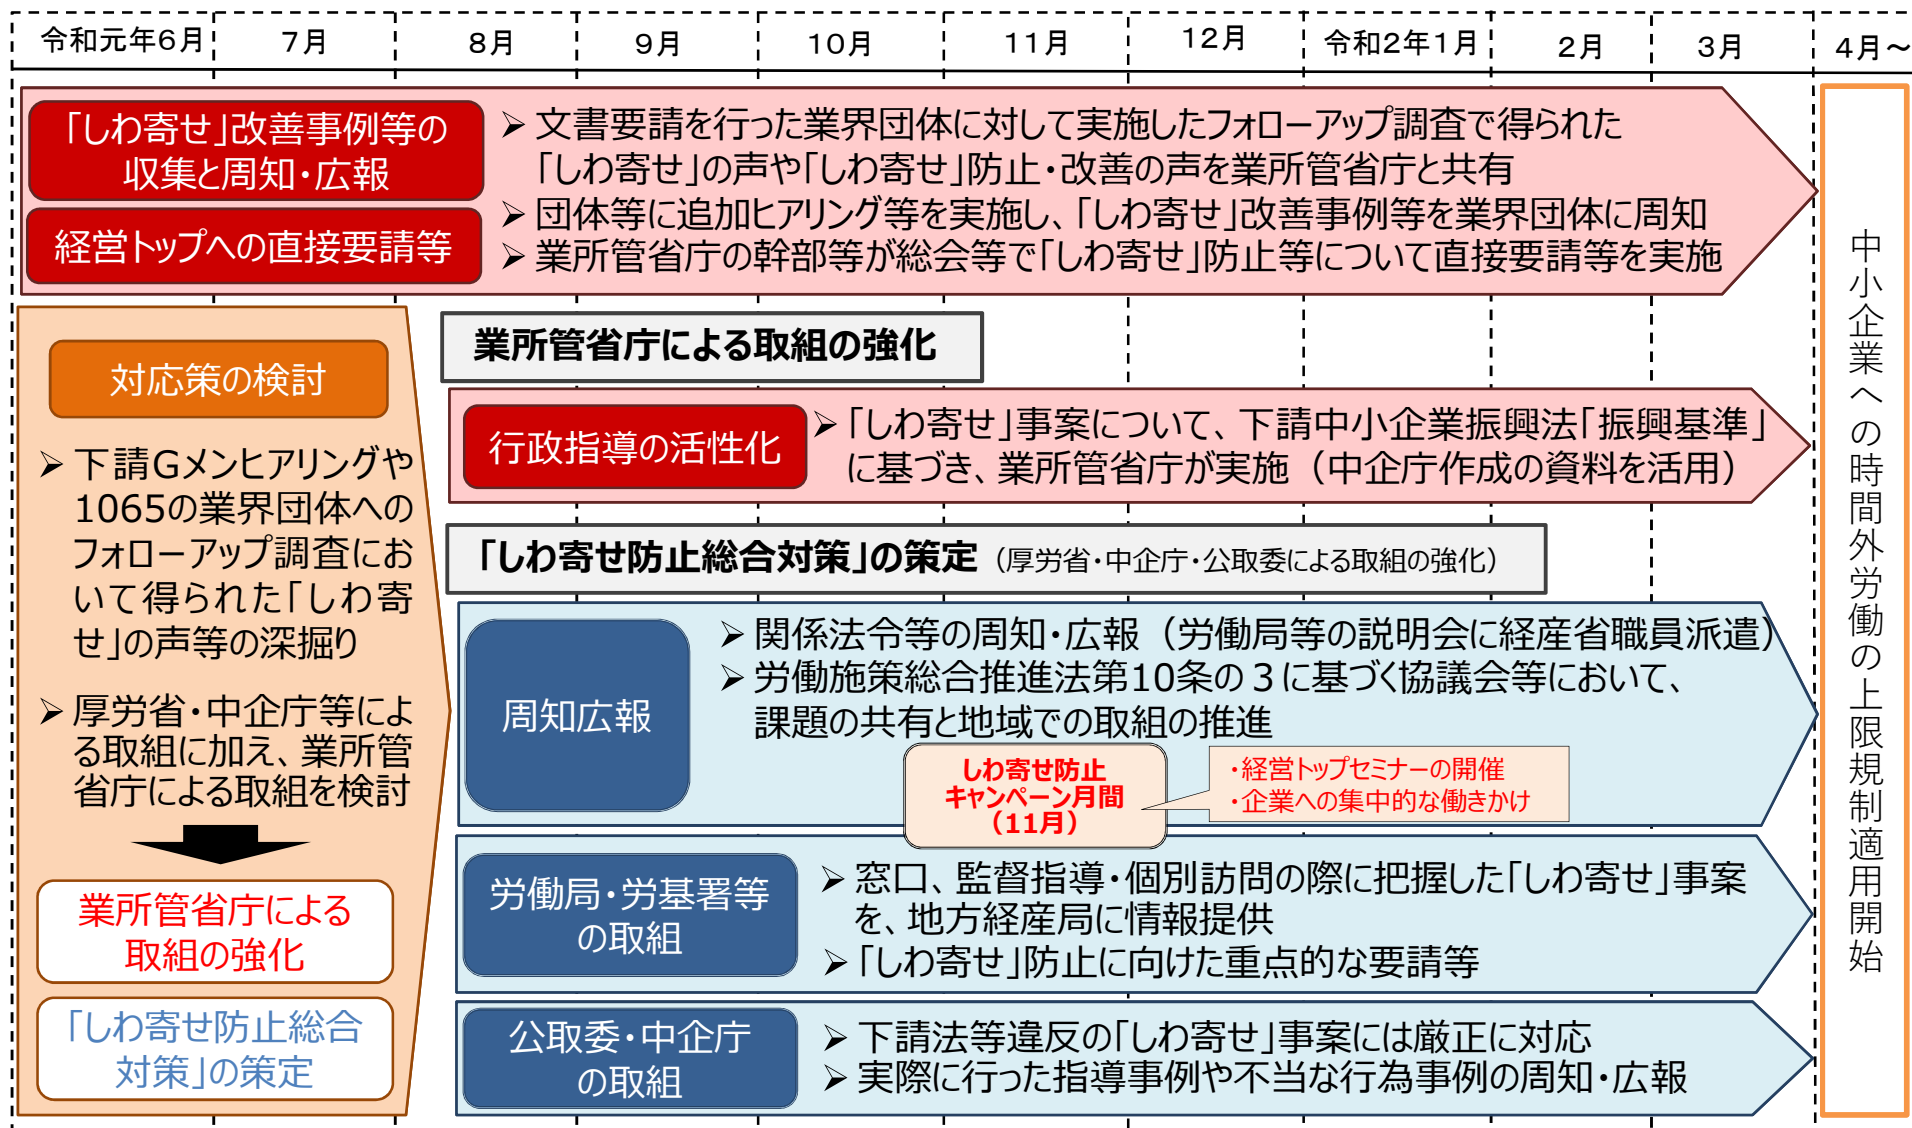 令和元年6月 7月 8月 9月 10月 11月 12月 令和2年1月 2月 3月 4月～
「しわ寄せ」改善事例等の
収集と周知・広報
経営トップへの直接要請等
➢ 文書要請を行った業界団体に対して実施したフォローアップ調査で得られた
「しわ寄せ」の声や「しわ寄せ」防止・改善の声を業所管省庁と共有
➢ 団体等に追加ヒアリング等を実施し、「しわ寄せ」改善事例等を業界団体に周知
➢ 業所管省庁の幹部等が総会等で「しわ寄せ」防止等について直接要請等を実施
対応策の検討
➢ 下請Gメンヒアリングや
1065の業界団体への
フォローアップ調査にお
いて得られた「しわ寄
せ」の声等の深掘り
➢ 厚労省・中企庁等によ
る取組に加え、業所管
省庁による取組を検討
業所管省庁による
取組の強化
「しわ寄せ防止総合
対策」の策定
業所管省庁による取組の強化
行政指導の活性化
➢ 「しわ寄せ」事案について、下請中小企業振興法「振興基準」
に基づき、業所管省庁が実施（中企庁作成の資料を活用）
「しわ寄せ防止総合対策」の策定（厚労省・中企庁・公取委による取組の強化）
周知広報
➢ 関係法令等の周知・広報（労働局等の説明会に経産省職員派遣）
➢ 労働施策総合推進法第10条の３に基づく協議会等において、
課題の共有と地域での取組の推進
しわ寄せ防止
キャンペーン月間
（11月）
・経営トップセミナーの開催
・企業への集中的な働きかけ
労働局・労基署等
の取組
➢ 窓口、監督指導・個別訪問の際に把握した「しわ寄せ」事案
を、地方経産局に情報提供
➢ 「しわ寄せ」防止に向けた重点的な要請等
公取委・中企庁
の取組
➢ 下請法等違反の「しわ寄せ」事案には厳正に対応
➢ 実際に行った指導事例や不当な行為事例の周知・広報
中小企業への時間外労働の上限規制適用開始